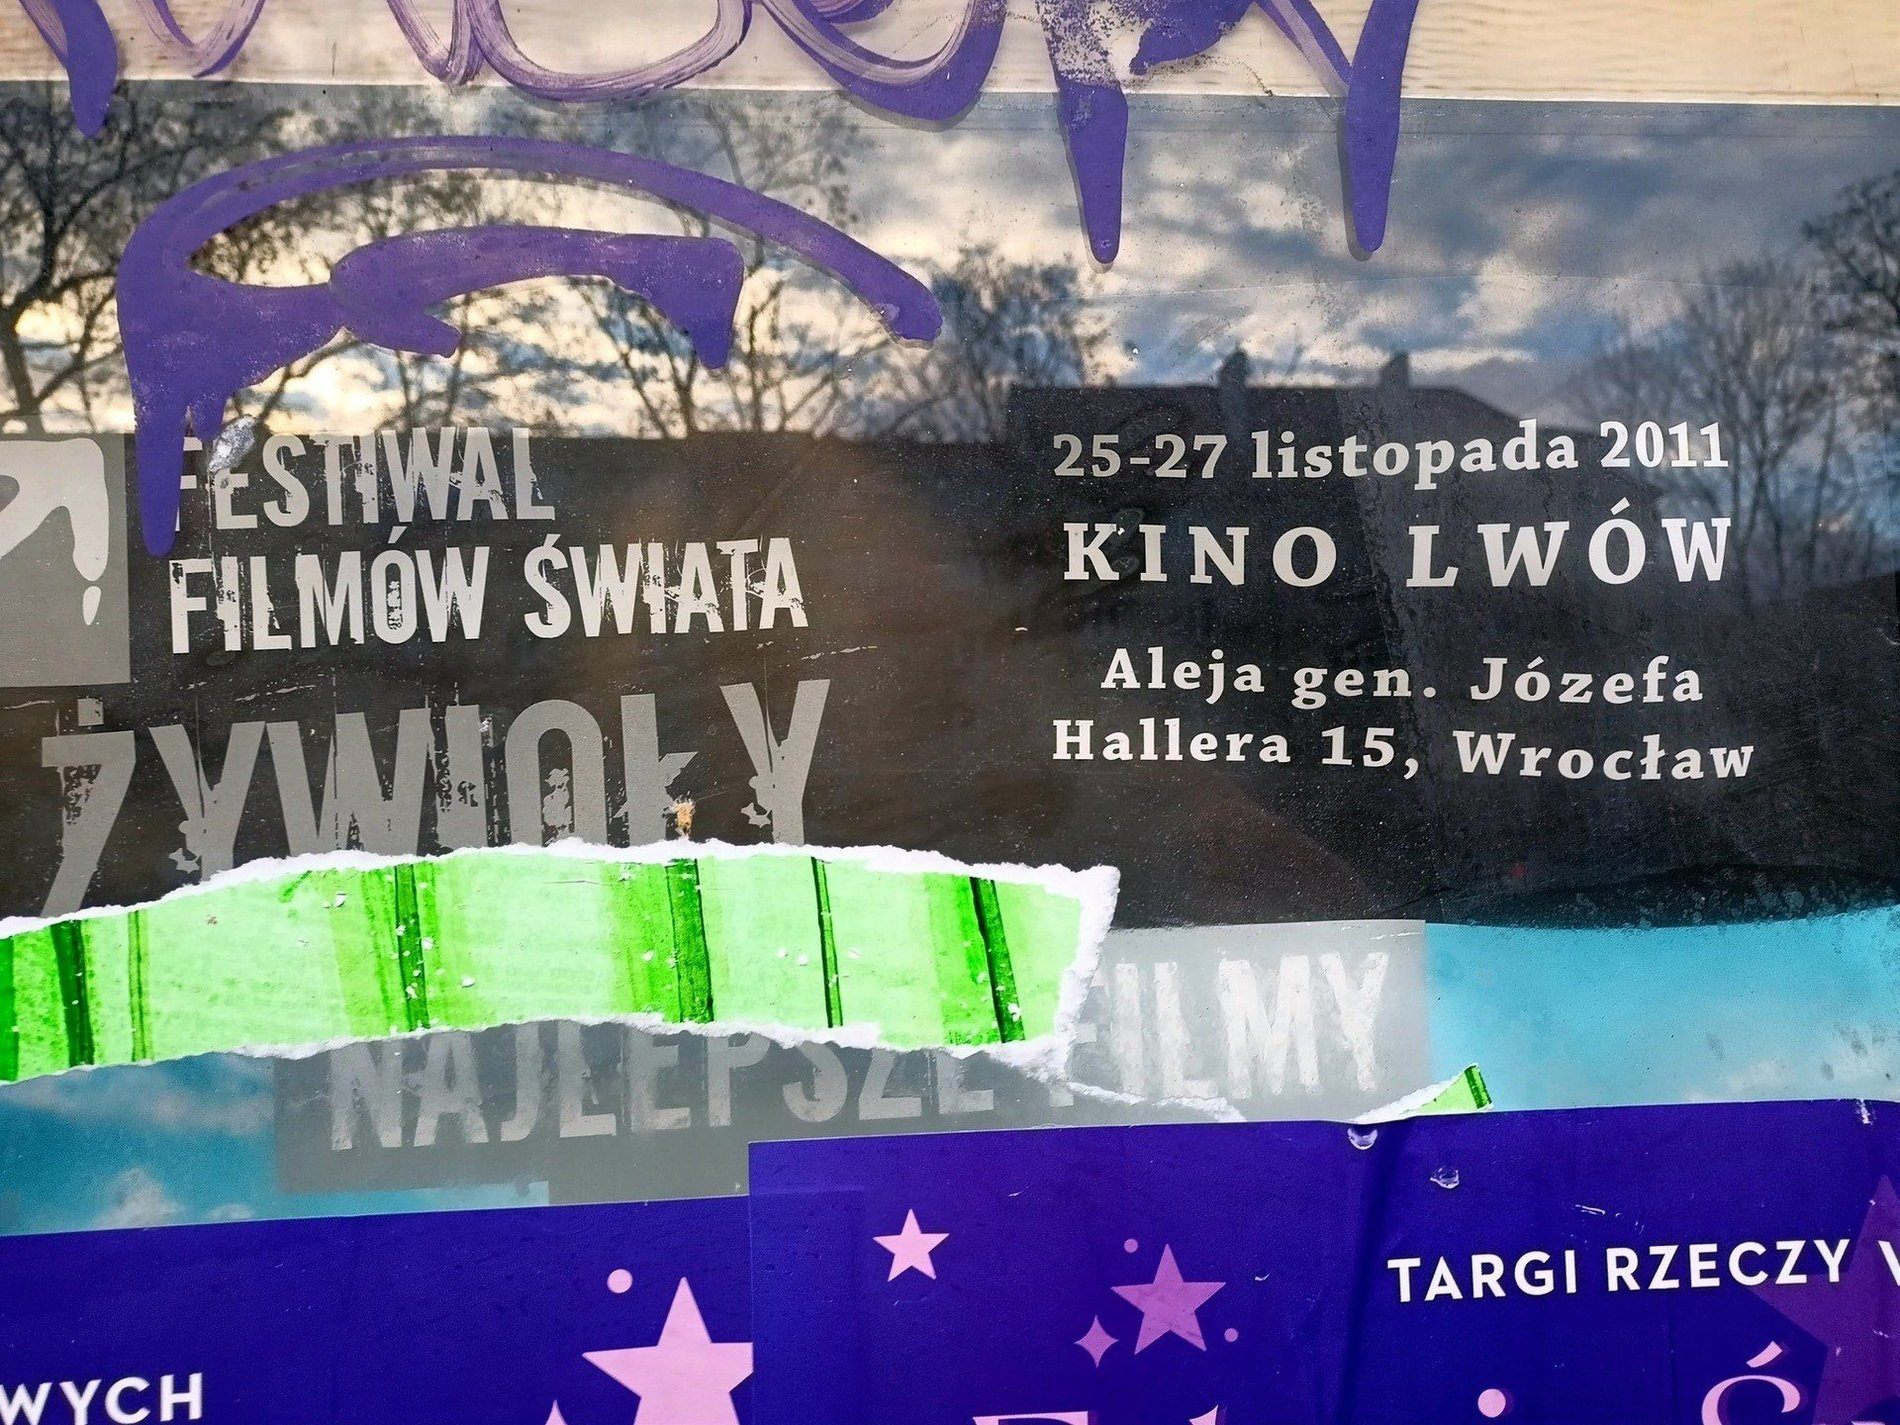 FESTIWAL
FILMÓW ŚWIATA
ŻYWIOŁY
25-27 listopada 2011
KINO LWÓW
Aleja gen. Józefa
Hallera 15, Wrocław
NAJLEPSZE FILMY
TARGI RZECZY
WYCH